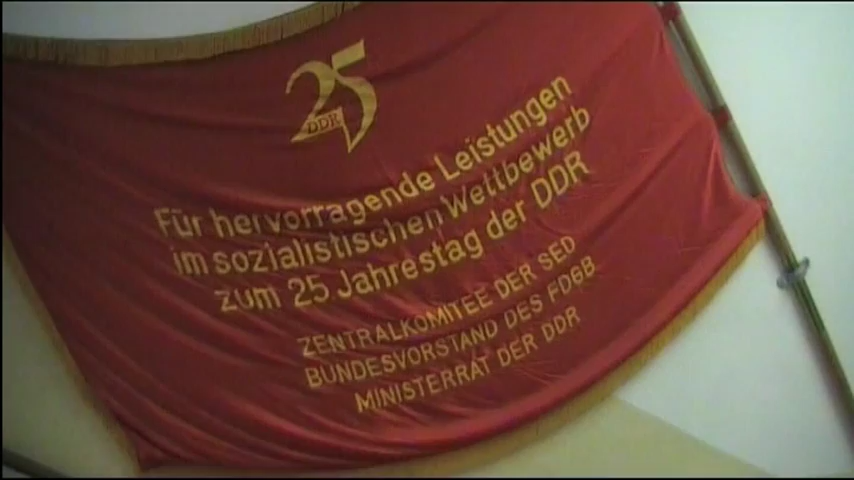 25
DDR
Für hervorragende Leistungen
im sozialistischen Wettbewerb
zum 25 Jahrestag der DDR
ZENTRALKOMITEE DER SED
BUNDESVORSTAND DES FDGB
MINISTERRAT DER DDR